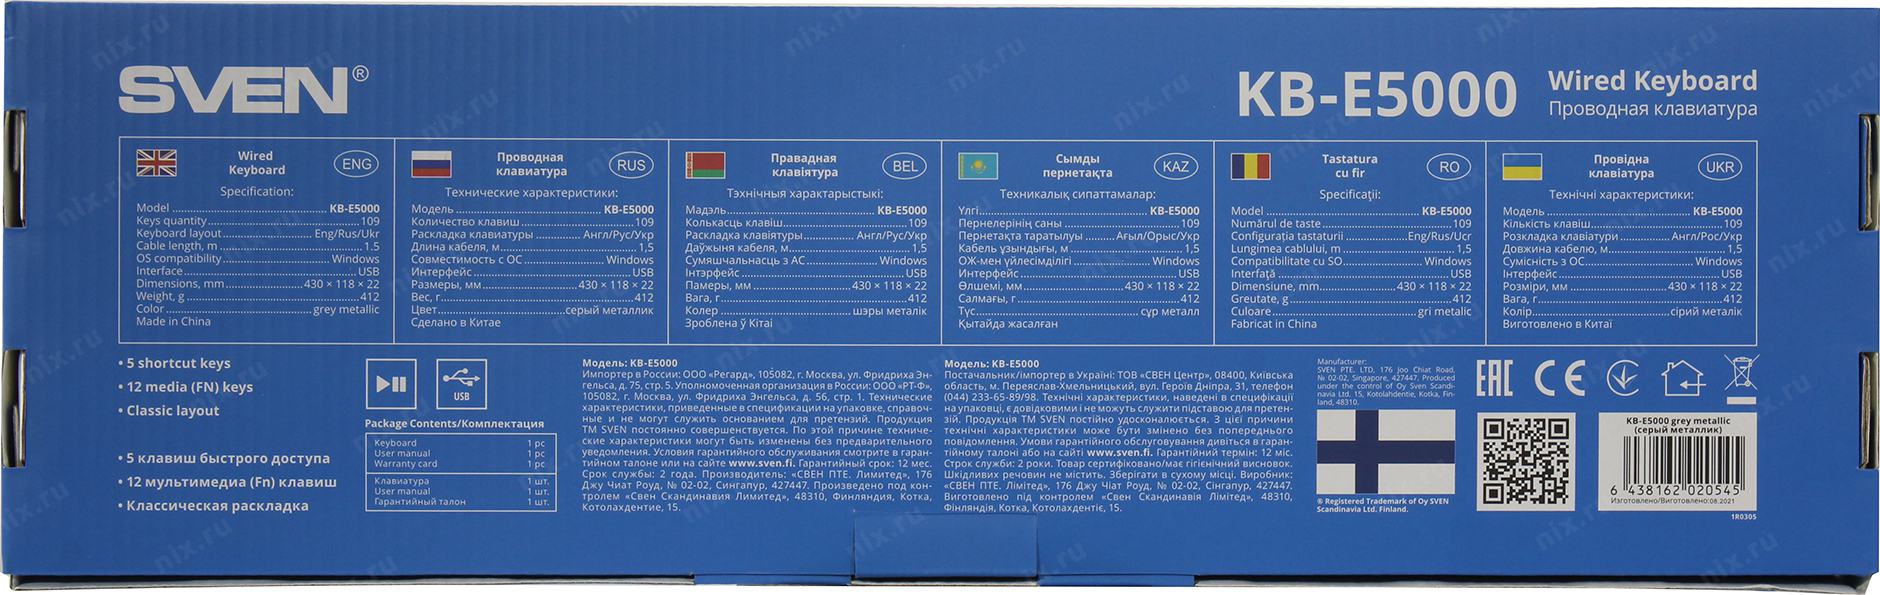 SVEN®
KB-E5000
Wired Keyboard
Проводная клавиатура
Wired
Keyboard
ENG
Specification:
Model KB-E5000
Keys quantity 109
Keyboard layout Eng/Rus/Ukr
Cable length, m 1.5
OS compatibility Windows
Interface USB
Dimensions, mm 430 × 118 × 22
Weight, g 412
Color grey metallic
Made in China
Проводная
клавиатура
RUS
Технические характеристики:
Модель KB-E5000
Количество клавиш 109
Раскладка клавиатуры Англ/Рус/Укр
Длина кабеля, м 1,5
Совместимость с ОС Windows
Интерфейс USB
Размеры, мм 430 × 118 × 22
Вес, г 412
Цвет серый металлик
Сделано в Китае
Правадная
клавіятура
BEL
Тэхнічныя характарыстыкі:
Мадэль KB-E5000
Колькасць клавіш 109
Раскладка клавіятуры Англ/Рус/Укр
Даўжыня кабеля, м 1,5
Сумяшчальнасць з АС Windows
Інтэрфейс USB
Памеры, мм 430 × 118 × 22
Вага, г 412
Колер шэры металік
Зроблена ў Кітаі
Сымды
пернетақта
KAZ
Техникалық сипаттамалар:
Үлгі KB-E5000
Пернелерінің саны 109
Пернетақта таратылуы Ағыл/Орыс/Укр
Кабель ұзындығы, м 1.5
ОЖ-мен үйлесімділігі Windows
Интерфейс USB
Өлшемі, мм 430 × 118 × 22
Салмағы, г 412
Түс сұр металл
Қытайда жасалған
Tastatura
cu fir
RO
Specificaţii:
Model KB-E5000
Numărul de taste 109
Configuraţia tastaturii Eng/Rus/Ucr
Lungimea cablului, m 1,5
Compatibilitate cu SO Windows
Interfaţă USB
Dimensiune, mm 430 × 118 × 22
Greutate, g 412
Culoare gri metalic
Fabricat in China
Провідна
клавіатура
UKR
Технічні характеристики:
Модель KB-E5000
Кількість клавіш 109
Розкладка клавіатури Англ/Рос/Укр
Довжина кабелю, м 1,5
Сумісність з ОС Windows
Інтерфейс USB
Розміри, мм 430 × 118 × 22
Вага, г 412
Колір сірий металік
Виготовлено в Китаї
• 5 shortcut keys
• 12 media (FN) keys
• Classic layout
• 5 клавиш быстрого доступа
• 12 мультимедиа (Fn) клавиш
• Классическая раскладка
USB
Package Contents/Комплектация
Keyboard 1 pc
User manual 1 pc
Warranty card 1 pc
Клавиатура 1 шт.
User manual 1 шт.
Гарантийный талон 1 шт.
Модель: KB-E5000
Импортер в России: ООО «Регард», 105082, г. Москва, ул. Фридриха Эн-
гельса, д. 75, стр. 5. Уполномоченная организация в России: ООО «РТ-Ф»,
105082, г. Москва, ул. Фридриха Энгельса, д. 56, стр. 1. Технические
характеристики, приведенные в спецификации на упаковке, справоч-
ные и не могут служить основанием для претензий. Продукция
ТМ SVEN постоянно совершенствуется. По этой причине техниче-
ские характеристики могут быть изменены без предварительного
уведомления. Условия гарантийного обслуживания смотрите в гаран-
тийном талоне или на сайте www.sven.fi. Гарантийный срок: 12 мес.
Срок службы: 2 года. Производитель: «СВЕН ПТЕ. Лимитед», 176
Джу Чиат Роуд, № 02-02, Сингапур, 427447. Произведено под кон-
тролем «Свен Скандинавия Лимитед», 48310, Финляндия, Котка,
Котолахдентие, 15.
Модель: KB-E5000
Постачальник/імпортер в Україні: ТОВ «СВЕН Центр», 08400, Київська
область, м. Переяслав-Хмельницький, вул. Героїв Дніпра, 31, телефон
(044) 233-65-89/98. Технічні характеристики, наведені в специфікації
на упаковці, є довідковими і не можуть служити підставою для претен-
зій. Продукція ТМ SVEN постійно удосконалюється. З цієї причини
технічні характеристики може бути змінено без попереднього
повідомлення. Умови гарантійного обслуговування дивіться в гаран-
тійному талоні або на сайті www.sven.fi. Гарантійний термін: 12 міс.
Строк служби: 2 роки. Товар сертифіковано/має гігієнічний висновок.
Шкідливих речовин не містить. Зберігати в сухому місці. Виробник:
«СВЕН ПТЕ. Лімітед», 176 Джу Чіат Роуд, № 02-02, Сінгапур, 427447.
Виготовлено під контролем «Свен Скандинавія Лімітед», 48310,
Фінляндія, Котка, Котолахдентіє, 15.
Manufacturer:
SVEN PTE. LTD, 176 Joo Chiat Road,
№ 02-02, Singapore, 427447. Produced
under the control of Oy Sven Scandi-
navia Ltd. 15, Kotolahdentie, Kotka, Fin-
land, 48310.
® Registered Trademark of Oy SVEN
Scandinavia Ltd. Finland.
EAC
CE
KB-E5000 grey metallic
(серый металлик)
6 438162 020545
Изготовлено/Виготовлено:08.2021
1R0305
nix.ru